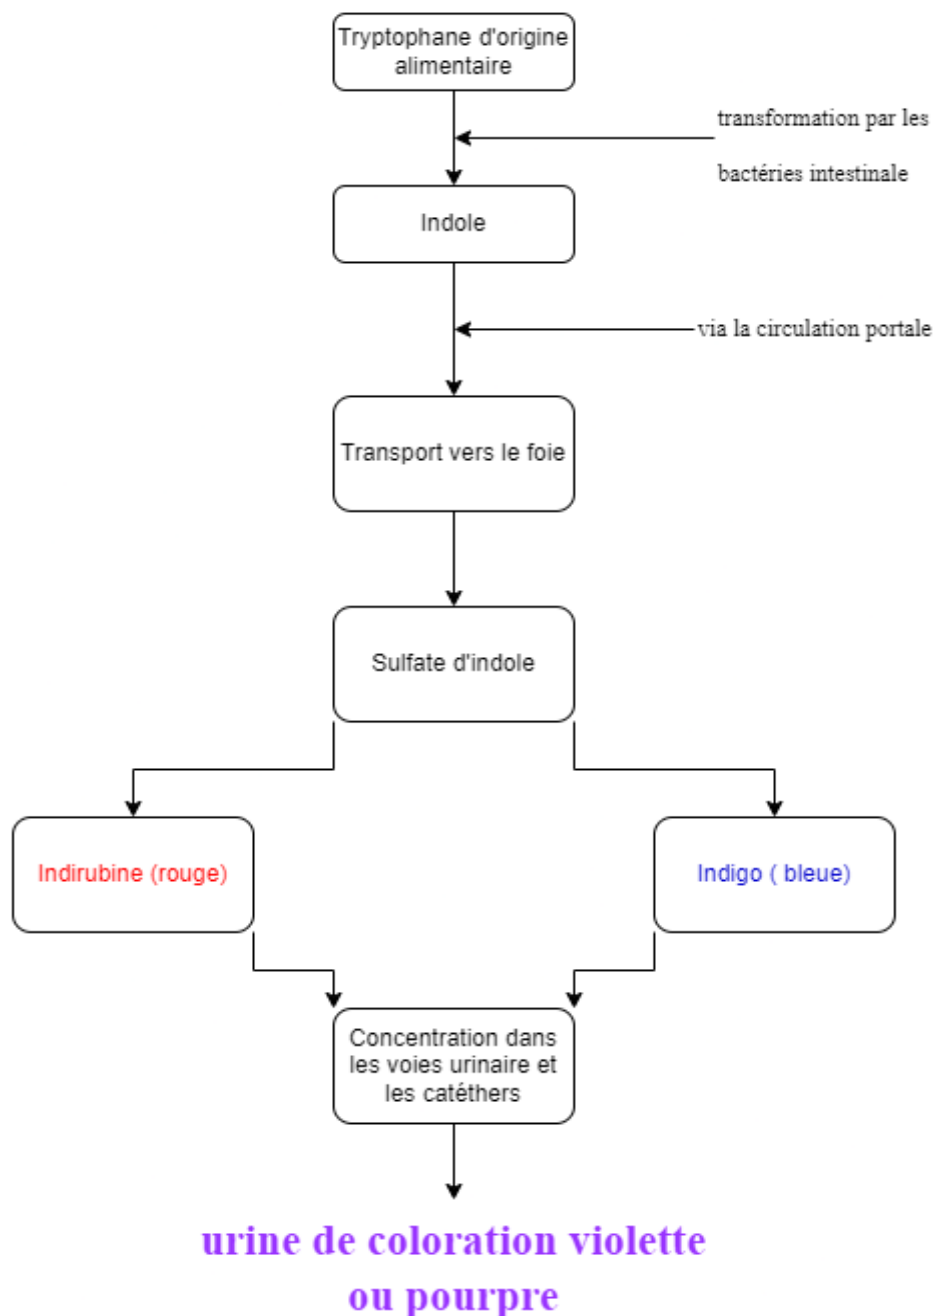 Tryptophane d'origine
alimentaire
transformation par les
bactéries intestinale
Indole
via la circulation portale
Transport vers le foie
Sulfate d'indole
Indirubine (rouge)
Indigo ( bleue)
Concentration dans
les voies urinaire et
les catéthers
urine de coloration violette
ou pourpre